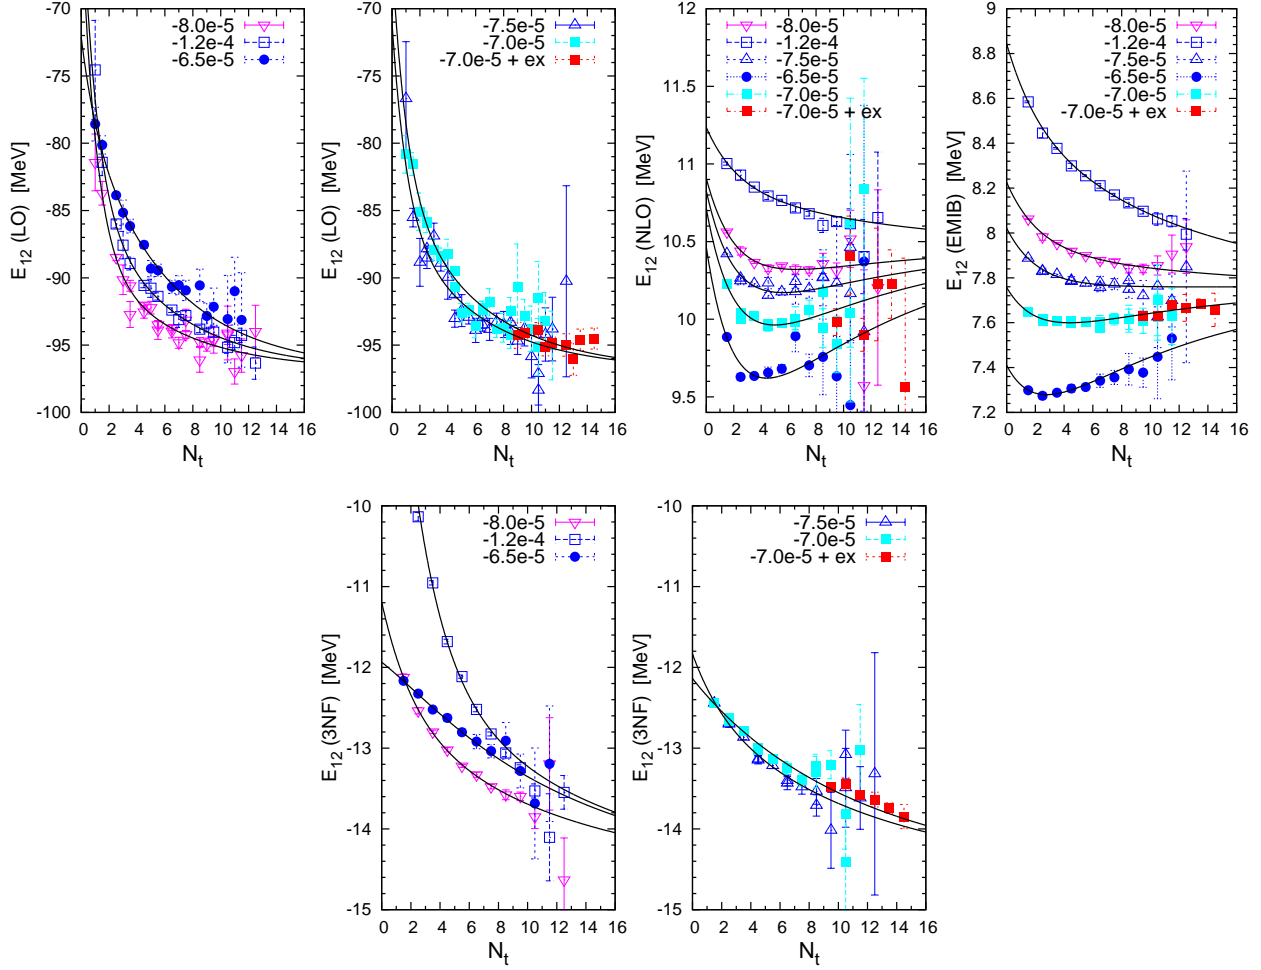 -70
-75
-80
-85
-90
-95
-100
0 2 4 6 8 10 12 14 16
E12 (LO) [MeV]
Nt
-8.0e-5
-1.2e-4
-6.5e-5
-70
-75
-80
-85
-90
-95
-100
0 2 4 6 8 10 12 14 16
E12 (LO) [MeV]
Nt
-7.5e-5
-7.0e-5
-7.0e-5 + ex
12
11.5
11
10.5
10
9.5
0 2 4 6 8 10 12 14 16
E12 (NLO) [MeV]
Nt
-8.0e-5
-1.2e-4
-7.5e-5
-6.5e-5
-7.0e-5
-7.0e-5 + ex
9
8.8
8.6
8.4
8.2
8
7.8
7.6
7.4
7.2
0 2 4 6 8 10 12 14 16
E12 (EMIB) [MeV]
Nt
-8.0e-5
-1.2e-4
-7.5e-5
-6.5e-5
-7.0e-5
-7.0e-5 + ex
-10
-11
-12
-13
-14
-15
0 2 4 6 8 10 12 14 16
E12 (3NF) [MeV]
Nt
-8.0e-5
-1.2e-4
-6.5e-5
-10
-11
-12
-13
-14
-15
0 2 4 6 8 10 12 14 16
E12 (3NF) [MeV]
Nt
-7.5e-5
-7.0e-5
-7.0e-5 + ex